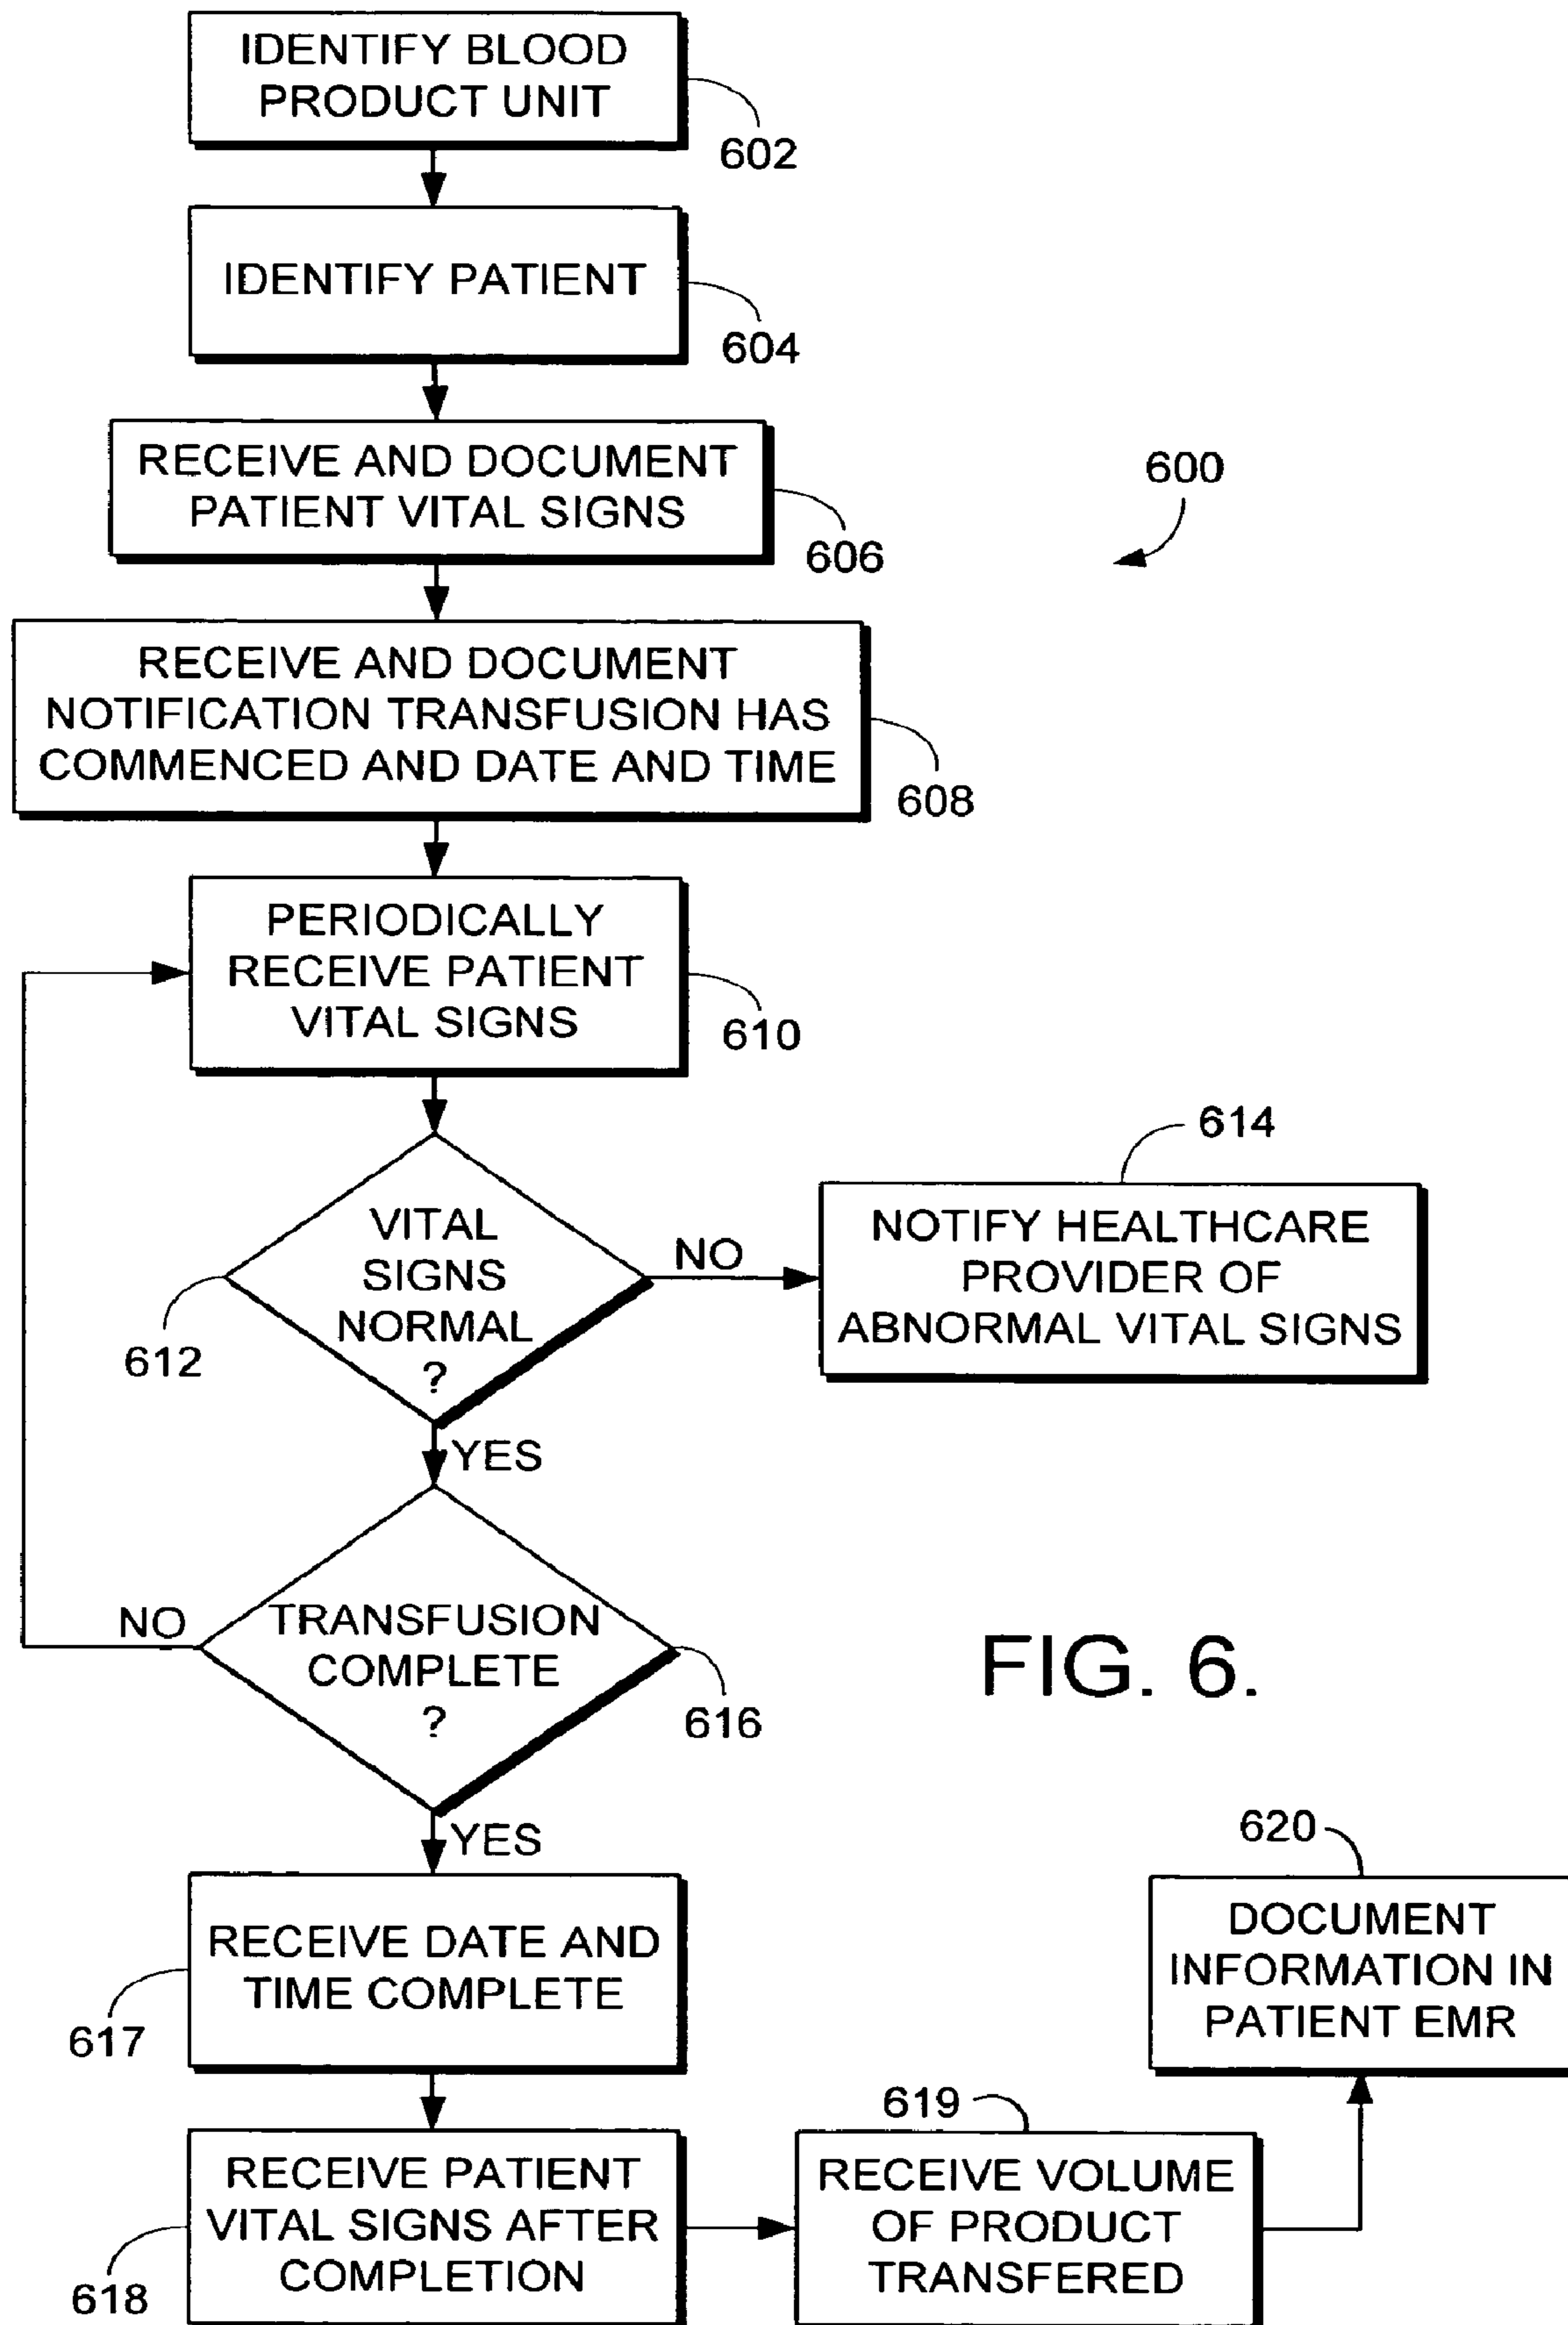 IDENTIFY BLOOD
PRODUCT UNIT
602
IDENTIFY PATIENT
604
RECEIVE AND DOCUMENT
PATIENT VITAL SIGNS
606
600
RECEIVE AND DOCUMENT
NOTIFICATION TRANSFUSION HAS
COMMENCED AND DATE AND TIME
608
PERIODICALLY
RECEIVE PATIENT
VITAL SIGNS
610
VITAL
SIGNS
NORMAL
?
612
NO
614
NOTIFY HEALTHCARE
PROVIDER OF
ABNORMAL VITAL SIGNS
YES
NO
TRANSFUSION
COMPLETE
?
616
FIG. 6.
YES
RECEIVE DATE AND
TIME COMPLETE
617
RECEIVE PATIENT
VITAL SIGNS AFTER
COMPLETION
618
619
RECEIVE VOLUME
OF PRODUCT
TRANSFERED
620
DOCUMENT
INFORMATION IN
PATIENT EMR